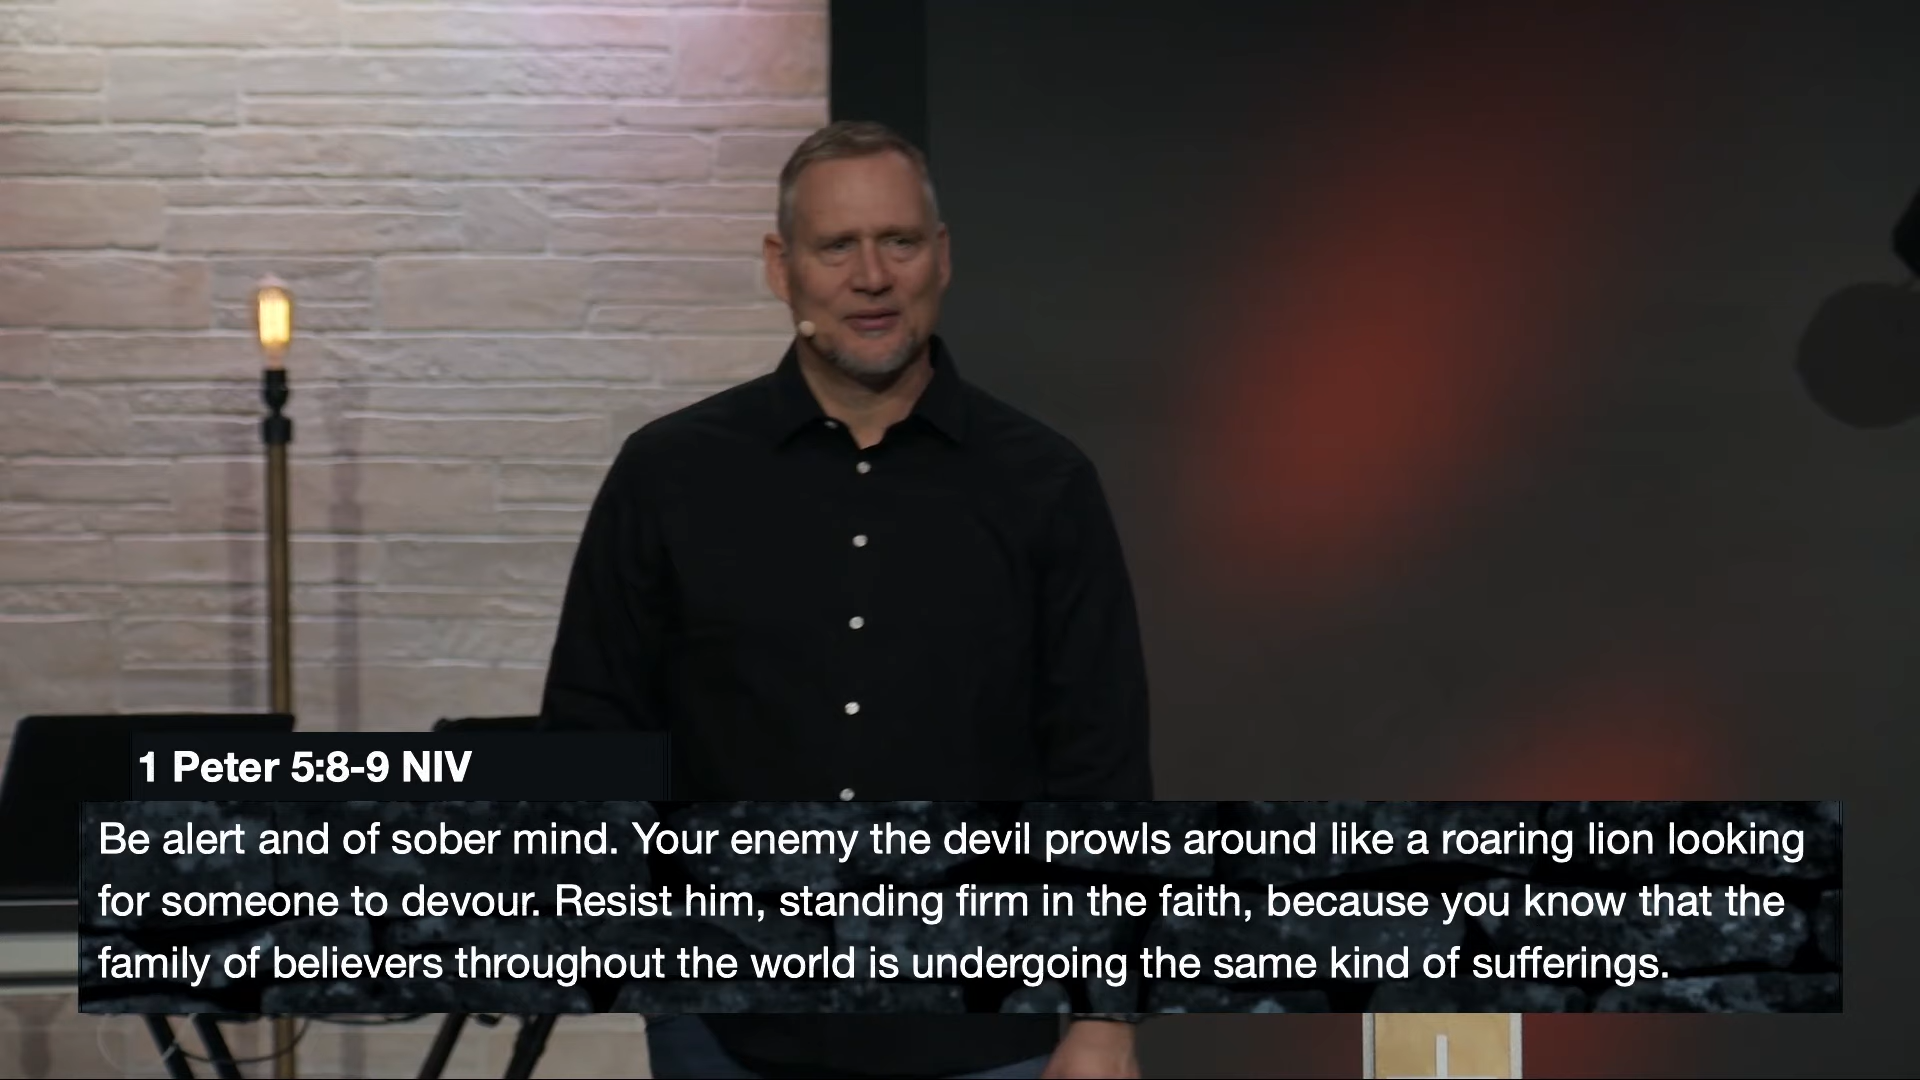 1 Peter 5:8-9 NIV
Be alert and of sober mind. Your enemy the devil prowls around like a roaring lion looking
for someone to devour. Resist him, standing firm in the faith, because you know that the
family of believers throughout the world is undergoing the same kind of sufferings.